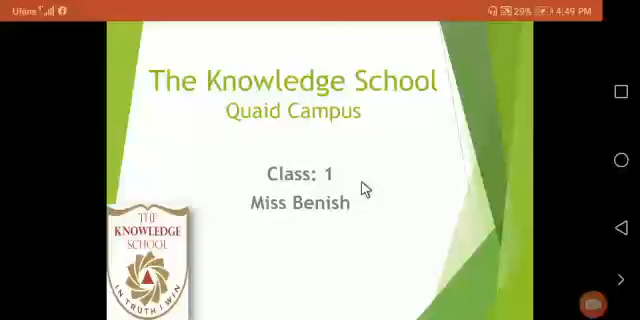 Ufone
29%
4:49 PM
The Knowledge School
Quaid Campus
Class: 1
Miss Benish
THE
KNOWLEDGE
SCHOOL
IN TRUTH I WIN